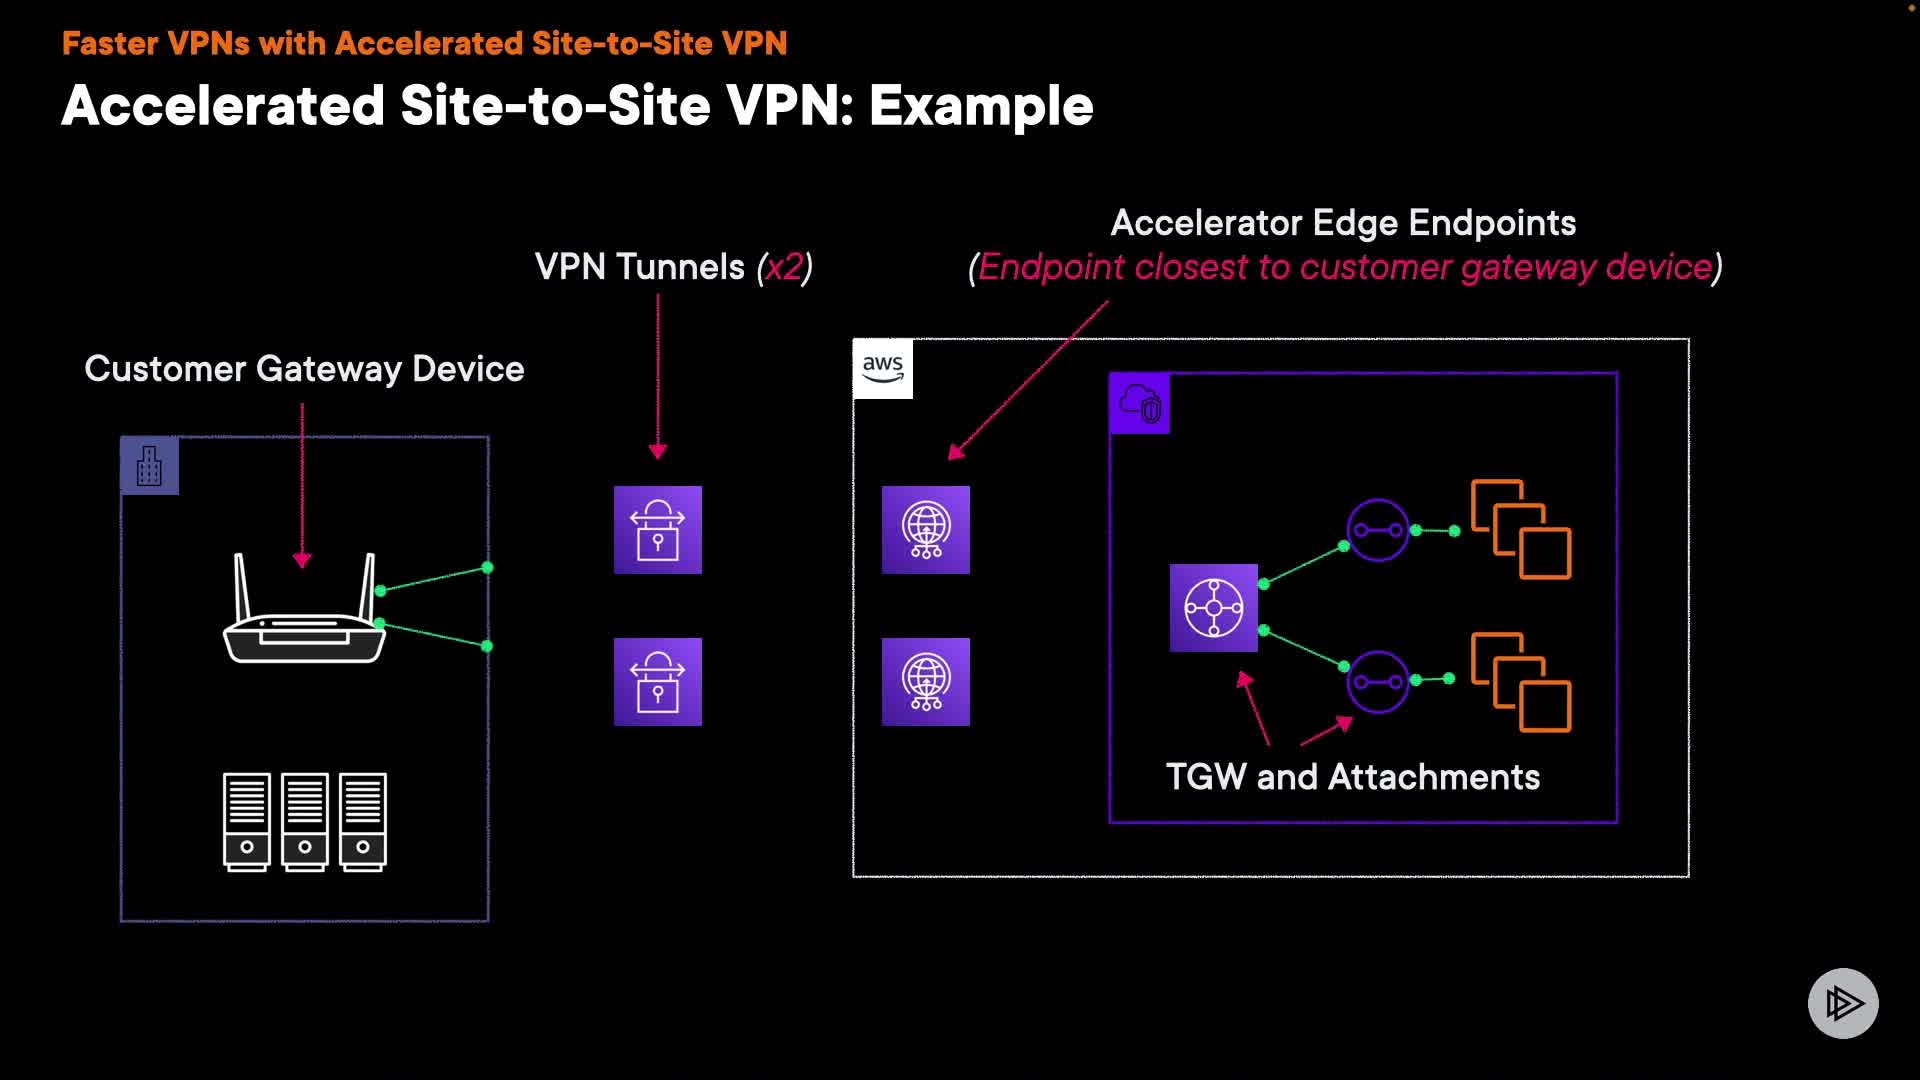 Faster VPNs with Accelerated Site-to-Site VPN
Accelerated Site-to-Site VPN: Example
Accelerator Edge Endpoints
VPN Tunnels (x2)
(Endpoint closest to customer gateway device)
Customer Gateway Device
aws
TGW and Attachments